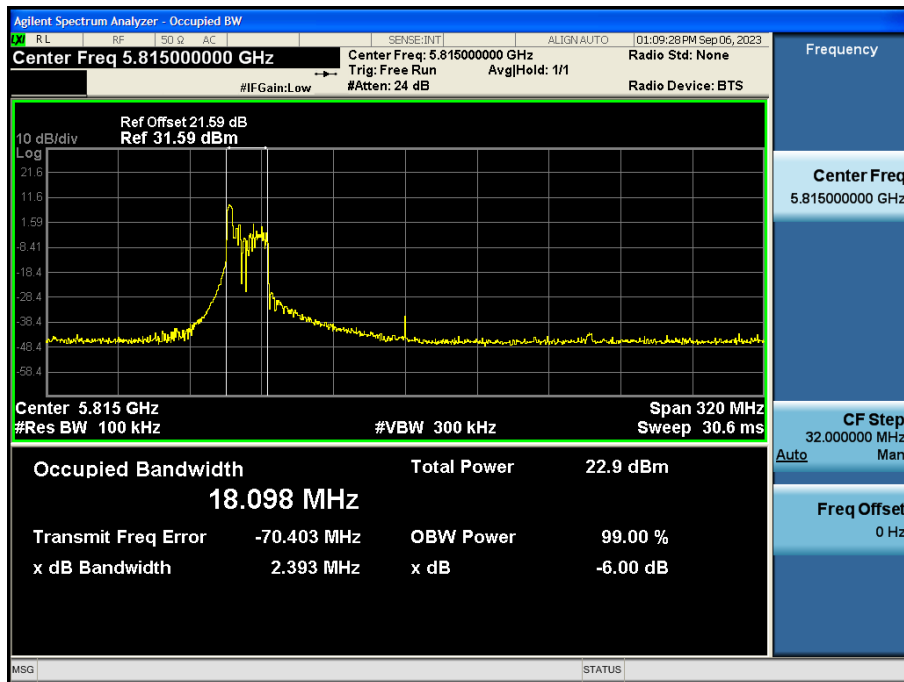 Agilent Spectrum Analyzer - Occupied BW
LXI RL RF 50 Ω AC SENSE:INT ALIGN AUTO 01:09:28 PM Sep 06, 2023
Center Freq 5.815000000 GHz
Center Freq: 5.815000000 GHz
Radio Std: None
Trig: Free Run Avg|Hold: 1/1
#IFGain:Low
#Atten: 24 dB
Radio Device: BTS
Ref Offset 21.59 dB
10 dB/div Ref 31.59 dBm
Log
21.6
11.6
1.59
-8.41
-18.4
-28.4
-38.4
-48.4
-58.4
Center 5.815 GHz Span 320 MHz
#Res BW 100 kHz #VBW 300 kHz Sweep 30.6 ms
Occupied Bandwidth Total Power 22.9 dBm
18.098 MHz
Transmit Freq Error -70.403 MHz OBW Power 99.00 %
x dB Bandwidth 2.393 MHz x dB -6.00 dB
Frequency
Center Freq
5.815000000 GHz
CF Step
32.000000 MHz
Auto Man
Freq Offset
0 Hz
MSG STATUS